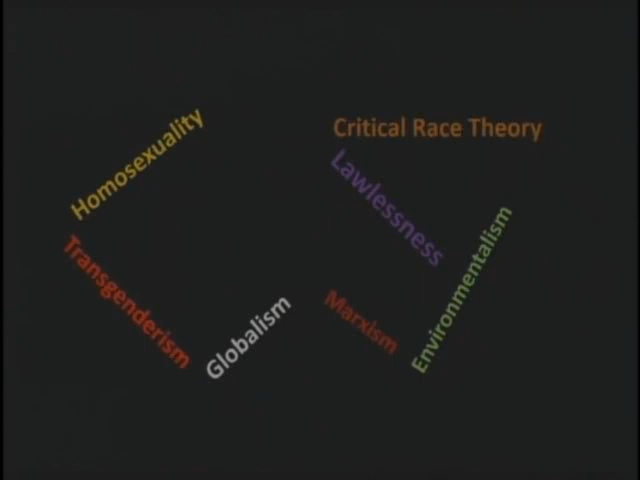 Homosexuality
Critical Race Theory
Lawlessness
Transgenderism
Globalism
Marxism
Environmentalism